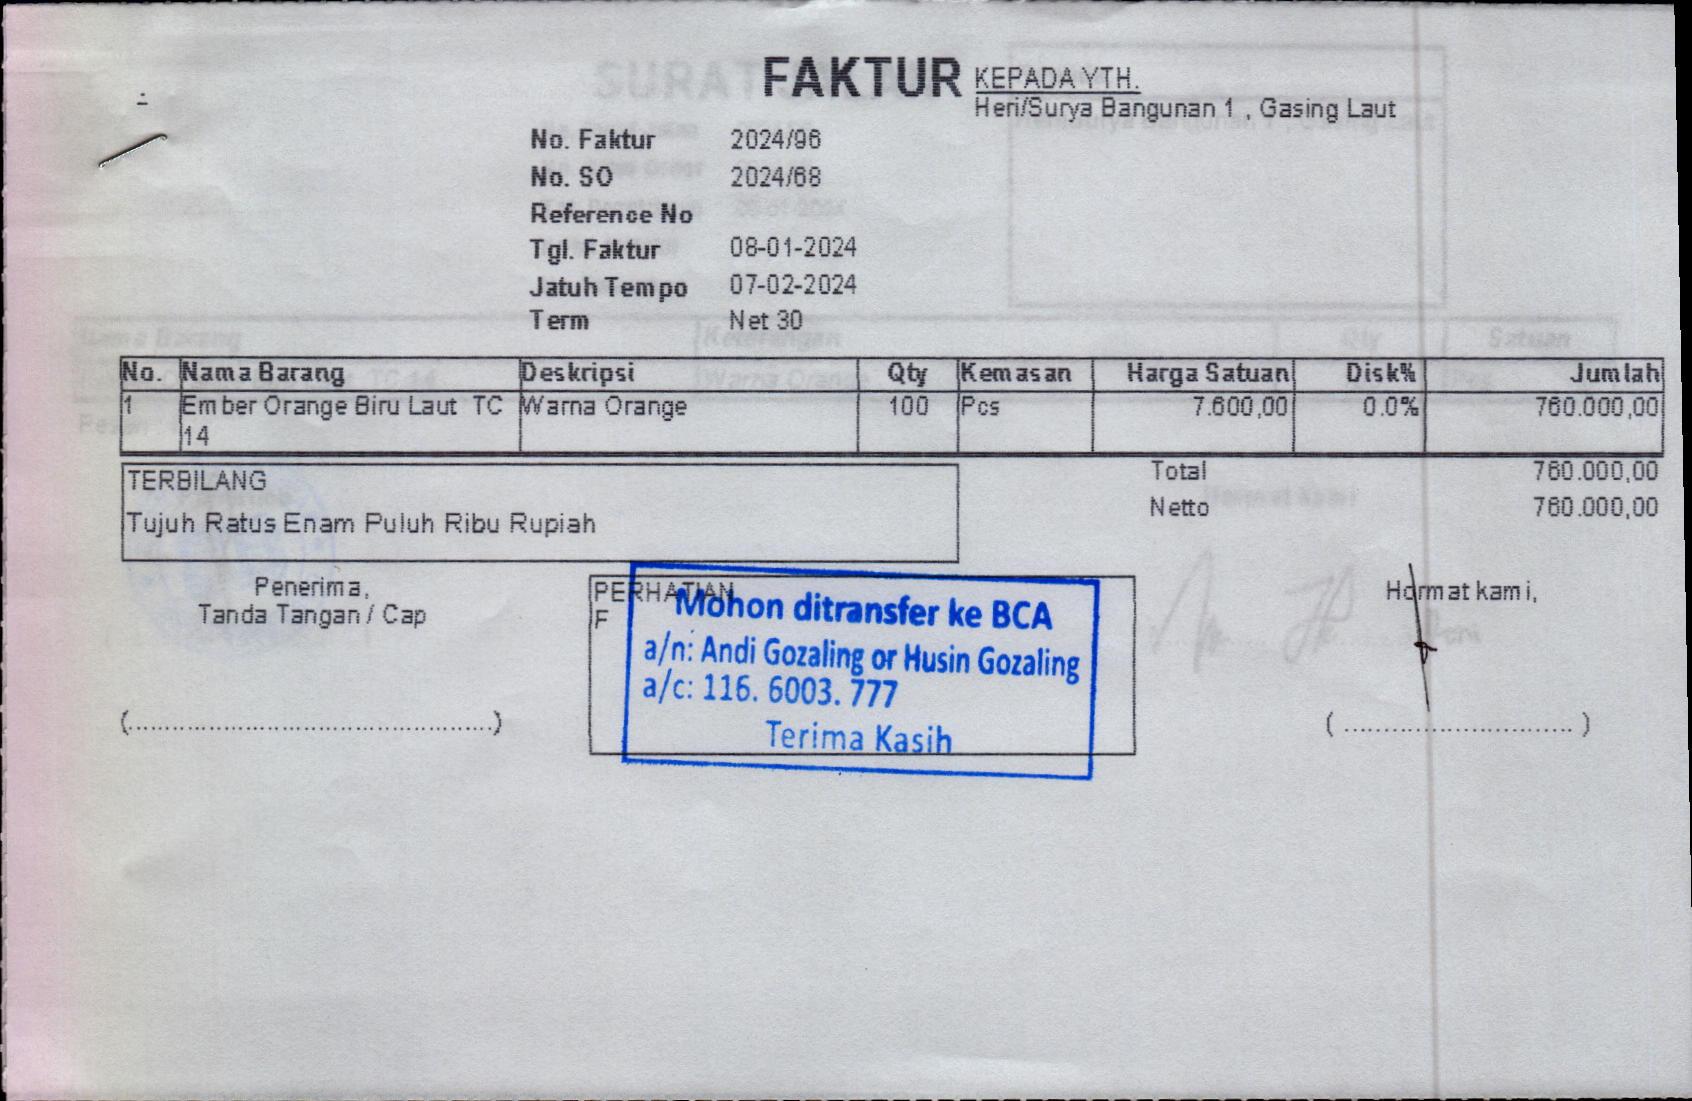 FAKTUR
KEPADA YTH.
Heri/Surya Bangunan 1 , Gasing Laut
No. Faktur 2024/96
No. SO 2024/68
Reference No
Tgl. Faktur 08-01-2024
Jatuh Tempo 07-02-2024
Term Net 30
No. Nama Barang Deskripsi Qty Kemasan Harga Satuan Disk% Jumlah
1 Ember Orange Biru Laut TC Warna Orange 100 Pcs 7.600,00 0.0% 760.000,00
14
TERBILANG
Tujuh Ratus Enam Puluh Ribu Rupiah
Total 760.000,00
Netto 760.000,00
Penerima,
Tanda Tangan / Cap
(............................................)
PERHATIAN
F
Mohon ditransfer ke BCA
a/n: Andi Gozaling or Husin Gozaling
a/c: 116. 6003. 777
Terima Kasih
Hormat kami,
( ............................ )